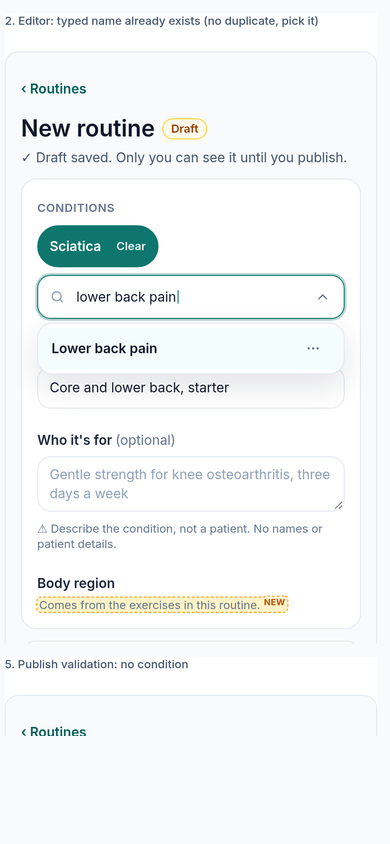 2. Editor: typed name already exists (no duplicate, pick it)
‹ Routines
New routine Draft
✓ Draft saved. Only you can see it until you publish.
CONDITIONS
Sciatica Clear
lower back pain
Lower back pain ···
Core and lower back, starter
Who it's for (optional)
Gentle strength for knee osteoarthritis, three
days a week
⚠ Describe the condition, not a patient. No names or
patient details.
Body region
Comes from the exercises in this routine. NEW
5. Publish validation: no condition
‹ Routines